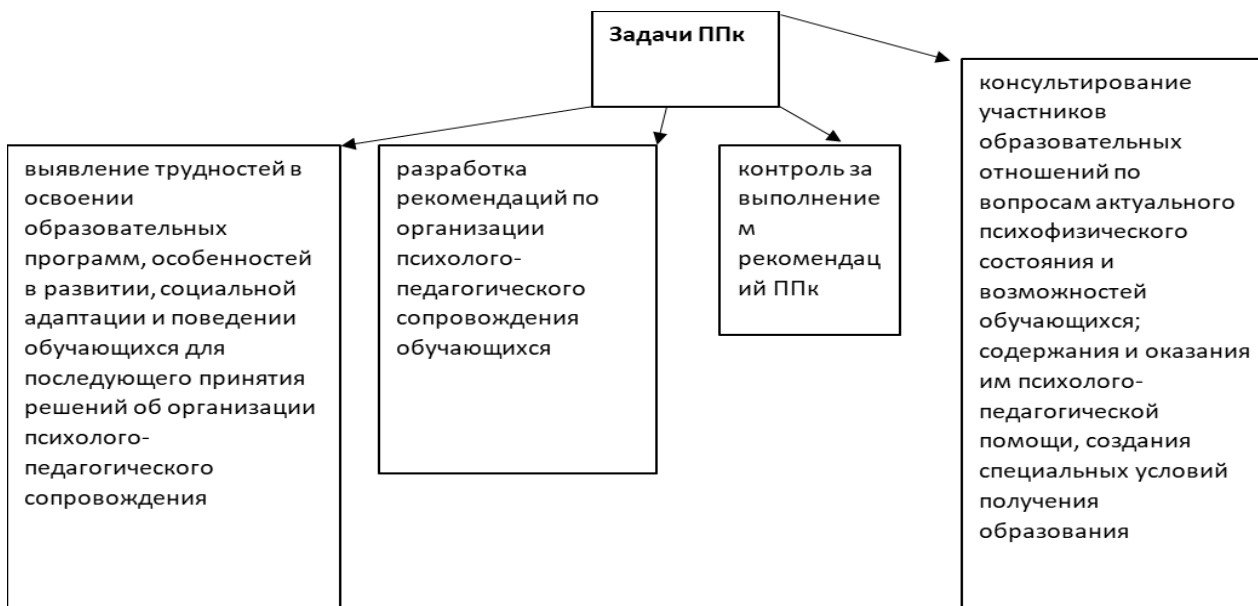 Задачи ППк
выявление трудностей в
освоении
образовательных
программ, особенностей
в развитии, социальной
адаптации и поведении
обучающихся для
последующего принятия
решений об организации
психолого-
педагогического
сопровождения
разработка
рекомендаций по
организации
психолого-
педагогического
сопровождения
обучающихся
контроль за
выполнение
м
рекомендац
ий ППк
консультирование
участников
образовательных
отношений по
вопросам актуального
психофизического
состояния и
возможностей
обучающихся;
содержания и оказания
им психолого-
педагогической
помощи, создания
специальных условий
получения
образования